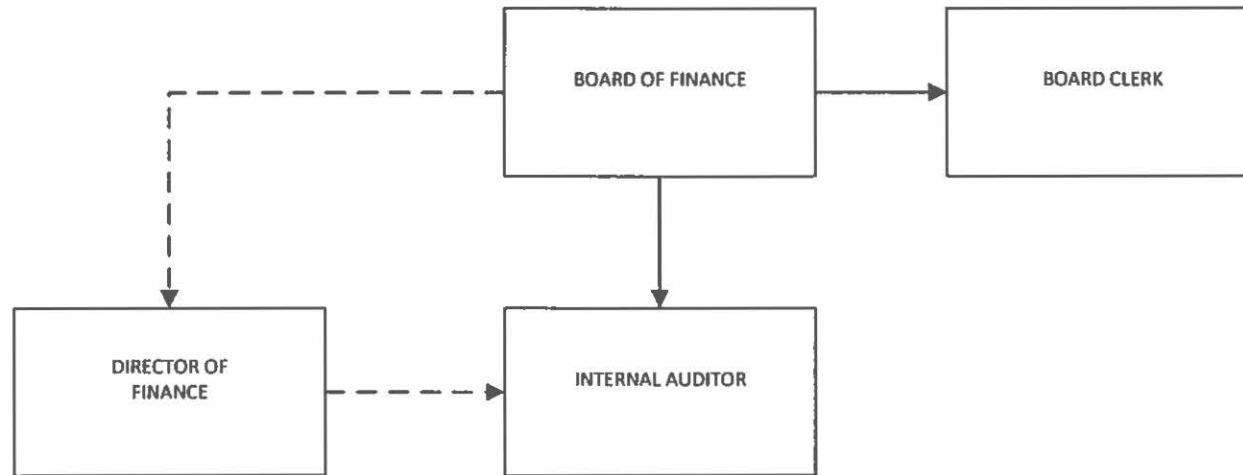 BOARD OF FINANCE
BOARD CLERK
DIRECTOR OF
FINANCE
INTERNAL AUDITOR